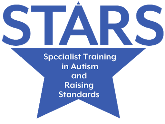 STARS
Specialist Training
in Autism
and
Raising
Standards